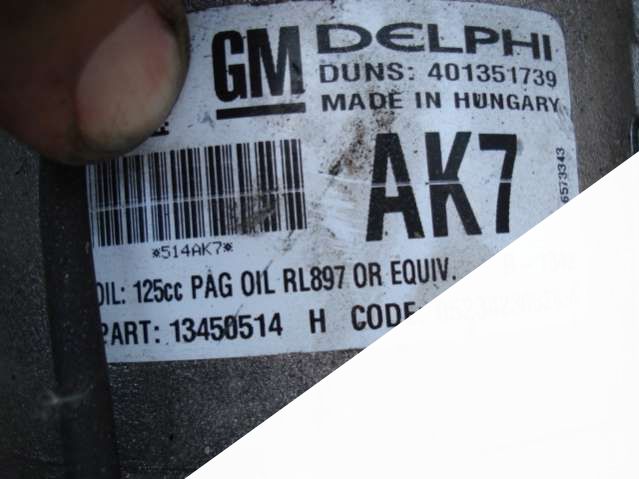 GM DELPHI
DUNS: 401351739
MADE IN HUNGARY
AK7
*514AK7*
6573343
OIL: 125cc PAG OIL RL897 OR EQUIV.
PART: 13450514 H CODE